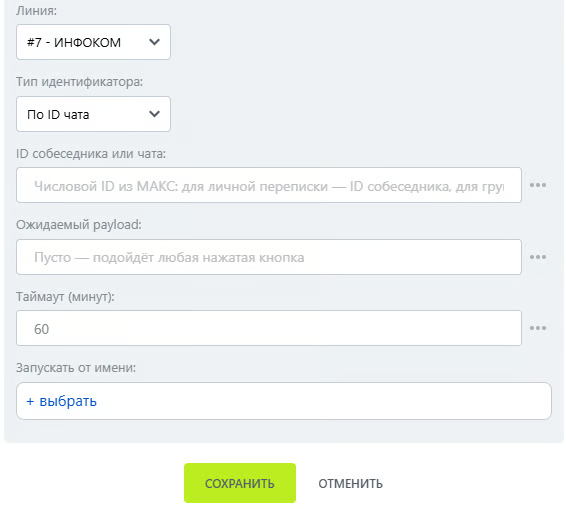 Линия:
#7 - ИНФОКОМ
Тип идентификатора:
По ID чата
ID собеседника или чата:
Числовой ID из МАКС: для личной переписки — ID собеседника, для гру
Ожидаемый payload:
Пусто — подойдёт любая нажатая кнопка
Таймаут (минут):
60
Запускать от имени:
+ выбрать
СОХРАНИТЬ ОТМЕНИТЬ